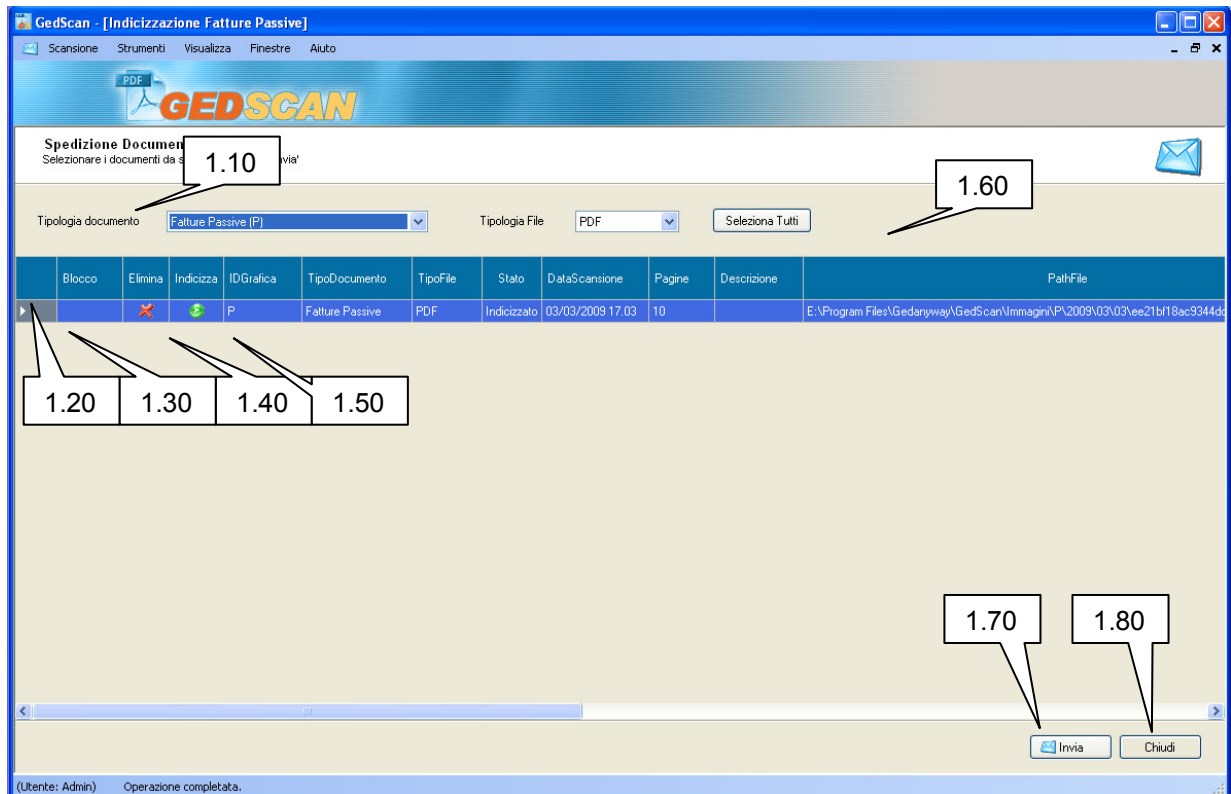 GedScan - [Indicizzazione Fatture Passive]
Scansione Strumenti Visualizza Finestre Aiuto
PDF
GEDSCAN
Spedizione Documen
Selezionare i documenti da s
via'
1.10
1.60
Tipologia documento Fatture Passive (P) Tipologia File PDF Seleziona Tutti
Blocco Elimina Indicizza IDGrafica TipoDocumento TipoFile Stato DataScansione Pagine Descrizione PathFile
P Fatture Passive PDF Indicizzato 03/03/2009 17.03 10 E:\Program Files\Gedanyway\GedScan\Immagini\P\2009\03\03\ee21bf18ac9344dc
1.20 1.30 1.40 1.50
1.70 1.80
Invia Chiudi
(Utente: Admin) Operazione completata.